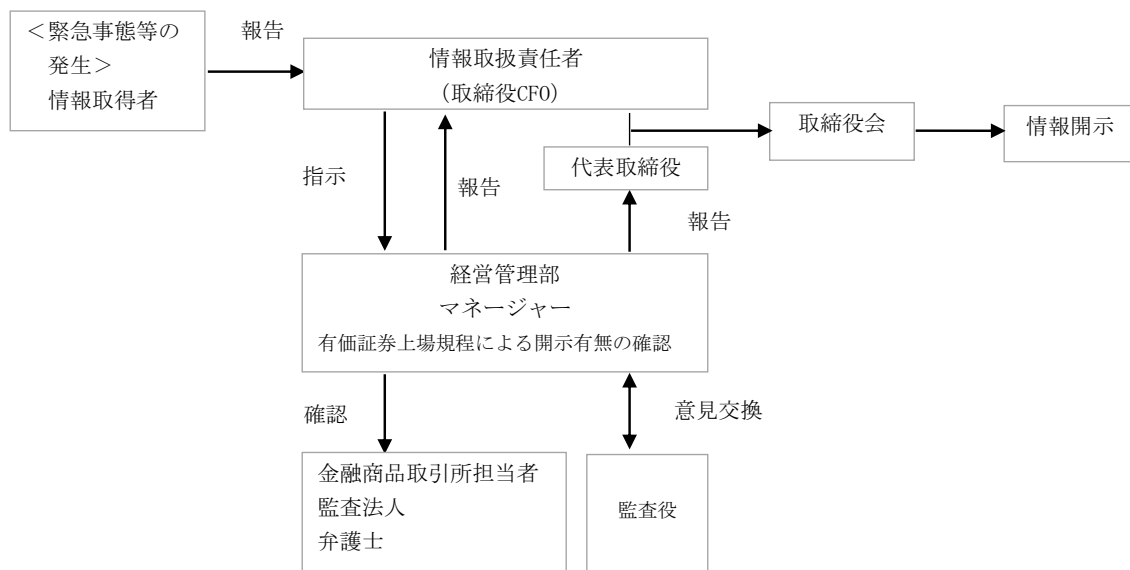 <緊急事態等の
発生>
情報取得者
報告
情報取扱責任者
(取締役CFO)
取締役会
情報開示
代表取締役
指示
報告
報告
経営管理部
マネージャー
有価証券上場規程による開示有無の確認
確認
意見交換
金融商品取引所担当者
監査法人
弁護士
監査役